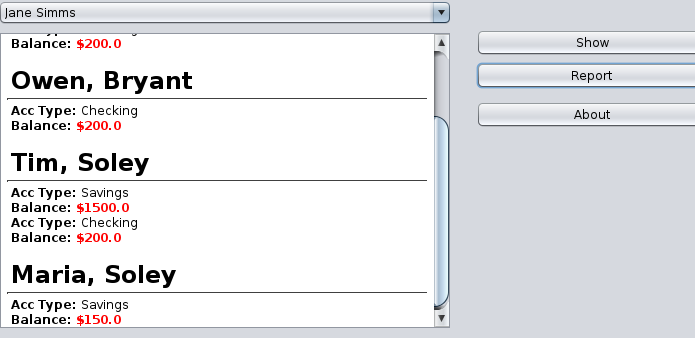 Jane Simms
Balance: $200.0
Owen, Bryant
Acc Type: Checking
Balance: $200.0
Tim, Soley
Acc Type: Savings
Balance: $1500.0
Acc Type: Checking
Balance: $200.0
Maria, Soley
Acc Type: Savings
Balance: $150.0
Show
Report
About